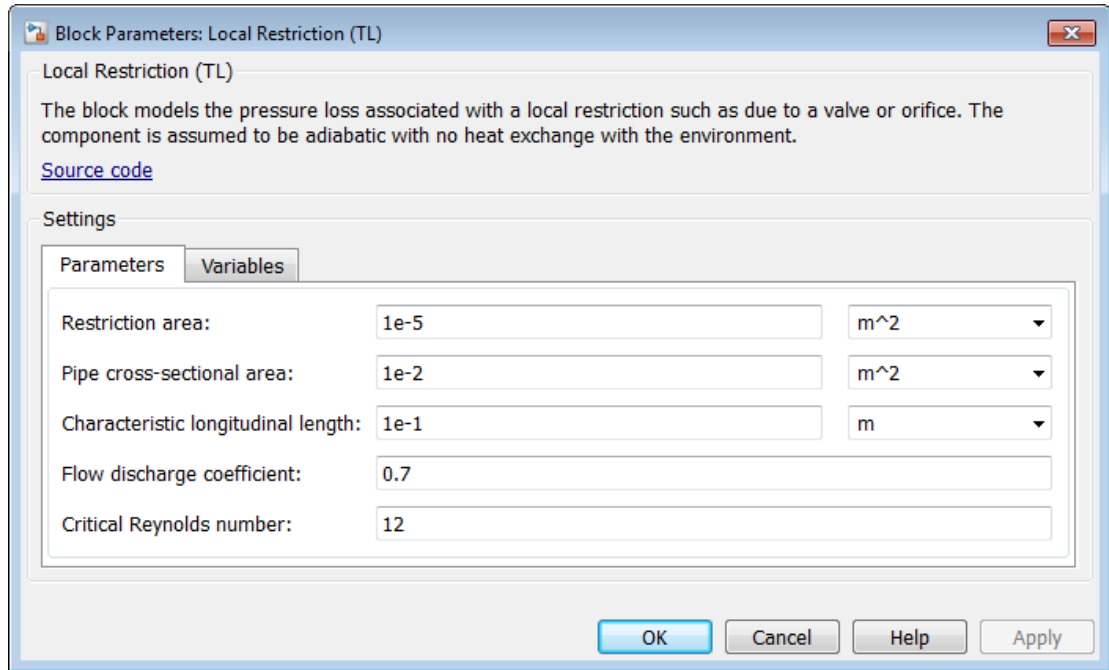 Block Parameters: Local Restriction (TL)
Local Restriction (TL)
The block models the pressure loss associated with a local restriction such as due to a valve or orifice. The
component is assumed to be adiabatic with no heat exchange with the environment.
Source code
Settings
Parameters Variables
Restriction area: 1e-5 m^2
Pipe cross-sectional area: 1e-2 m^2
Characteristic longitudinal length: 1e-1 m
Flow discharge coefficient: 0.7
Critical Reynolds number: 12
OK Cancel Help Apply